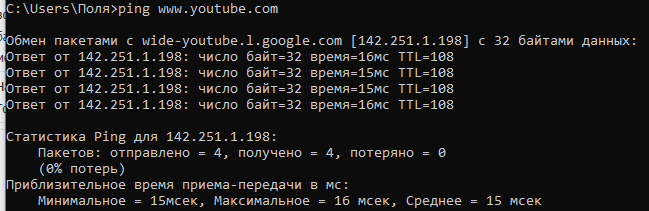 C:\Users\Поля>ping www.youtube.com
Обмен пакетами с wide-youtube.l.google.com [142.251.1.198] с 32 байтами данных:
Ответ от 142.251.1.198: число байт=32 время=16мс TTL=108
Ответ от 142.251.1.198: число байт=32 время=15мс TTL=108
Ответ от 142.251.1.198: число байт=32 время=15мс TTL=108
Ответ от 142.251.1.198: число байт=32 время=16мс TTL=108
Статистика Ping для 142.251.1.198:
Пакетов: отправлено = 4, получено = 4, потеряно = 0
(0% потерь)
Приблизительное время приема-передачи в мс:
Минимальное = 15мсек, Максимальное = 16 мсек, Среднее = 15 мсек